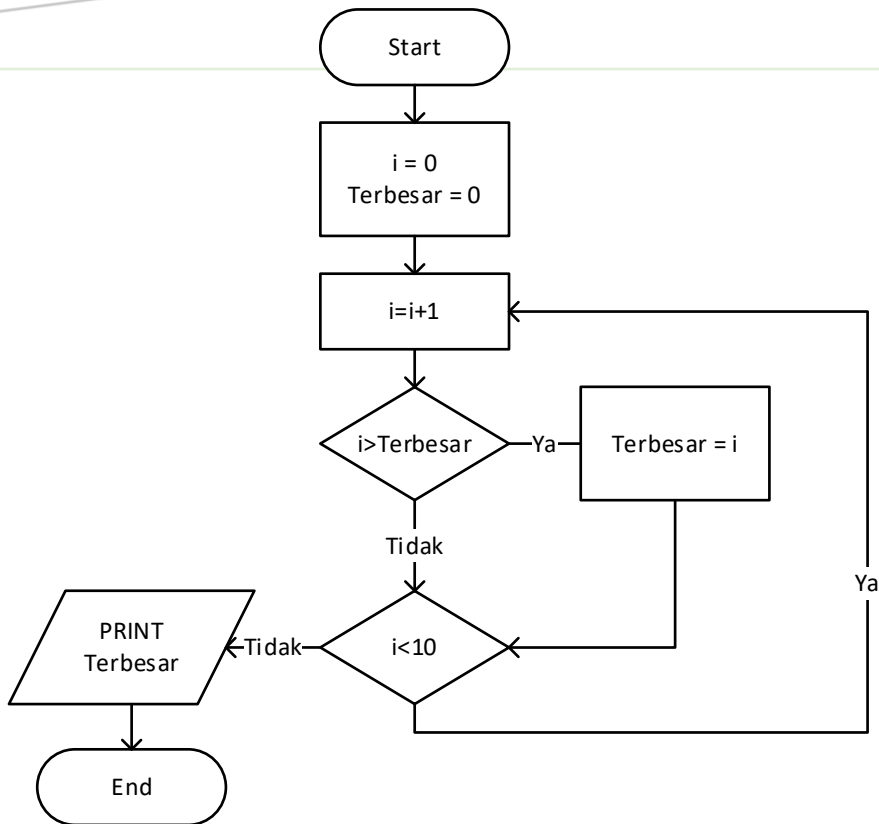 Start
i = 0
Terbesar = 0
i=i+1
i>Terbesar
Ya
Terbesar = i
Tidak
Ya
PRINT
Terbesar
Tidak
i<10
End